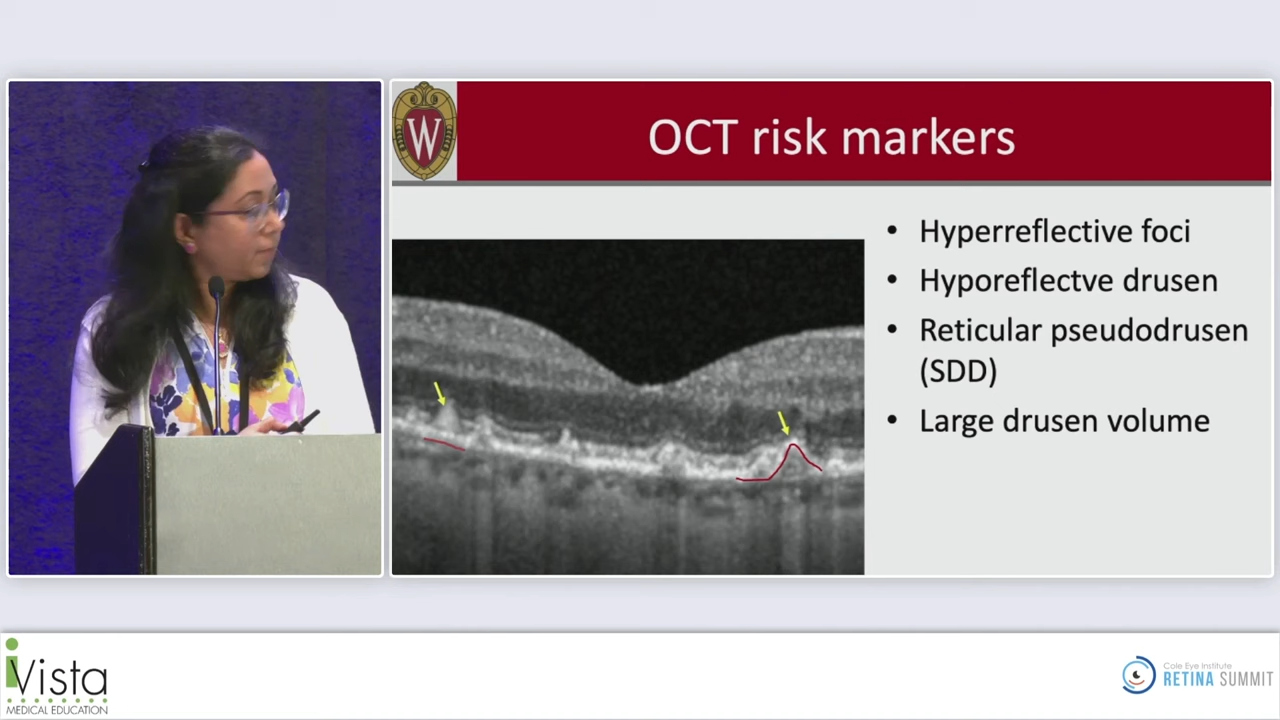 W
OCT risk markers
• Hyperreflective foci
• Hyporeflectve drusen
• Reticular pseudodrusen
(SDD)
• Large drusen volume
iVista
MEDICAL EDUCATION
Cole Eye Institute
RETINA SUMMIT